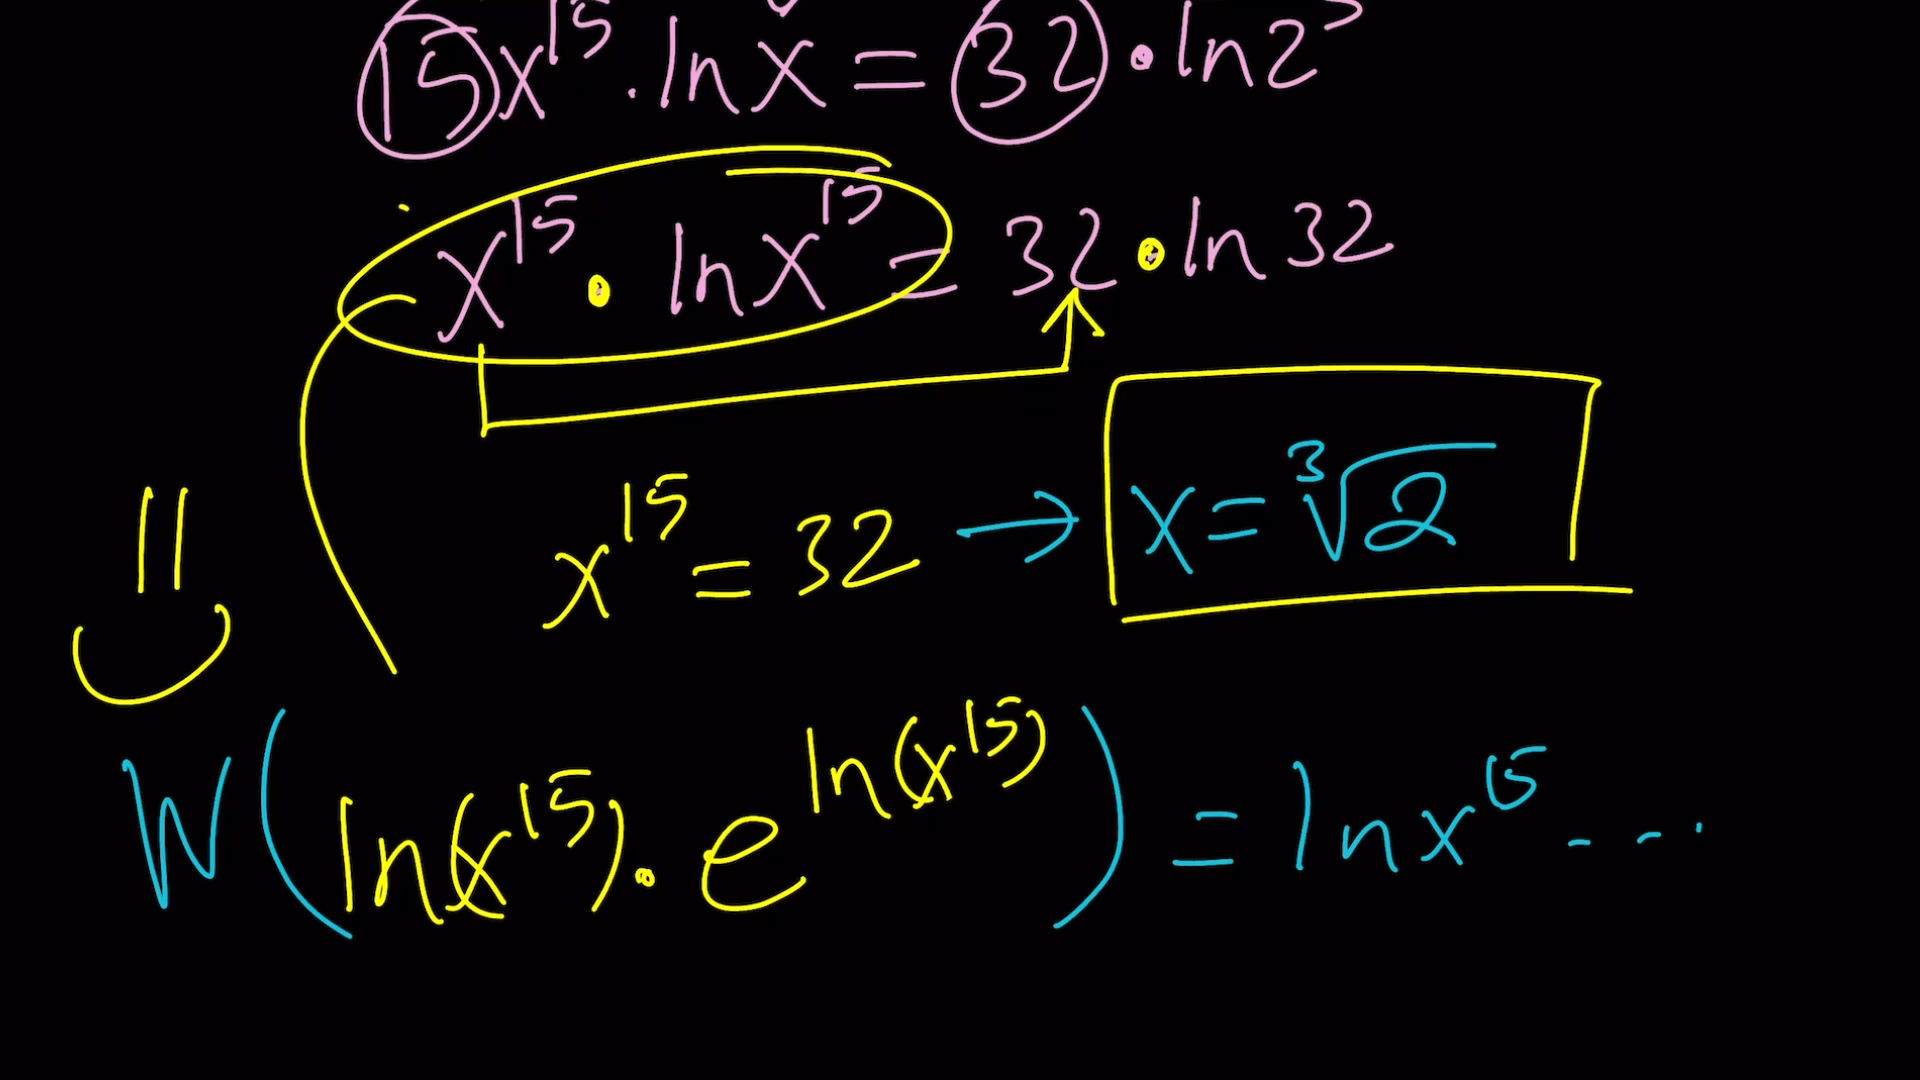 15x^15 . ln x = 32 • ln 2^5
x^15 • ln x^15 = 32 • ln 32
x^15 = 32 → x = ∛2
W( ln(x^15) • e^ln(x^15) ) = ln x^15 - - -